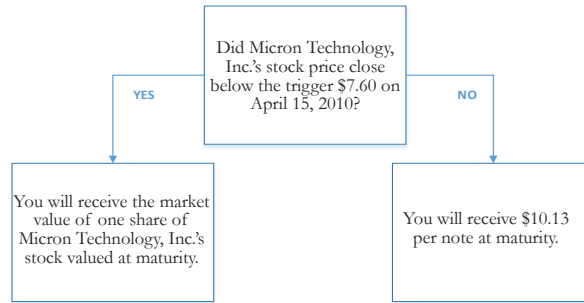 Did Micron Technology,
Inc.'s stock price close
below the trigger $7.60 on
April 15, 2010?
YES
NO
You will receive the market
value of one share of
Micron Technology, Inc.'s
stock valued at maturity.
You will receive $10.13
per note at maturity.